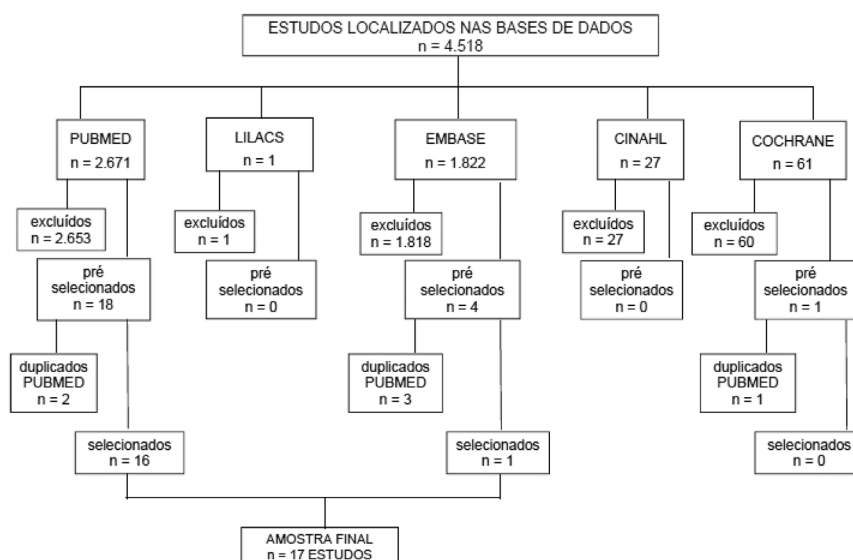 ESTUDOS LOCALIZADOS NAS BASES DE DADOS
n = 4.518
PUBMED
n = 2.671
LILACS
n = 1
EMBASE
n = 1.822
CINAHL
n = 27
COCHRANE
n = 61
excluídos
n = 2.653
excluídos
n = 1
excluídos
n = 1.818
excluídos
n = 27
excluídos
n = 60
pré
selecionados
n = 18
pré
selecionados
n = 0
pré
selecionados
n = 4
pré
selecionados
n = 0
pré
selecionados
n = 1
duplicados
PUBMED
n = 2
duplicados
PUBMED
n = 3
duplicados
PUBMED
n = 1
selecionados
n = 16
selecionados
n = 1
selecionados
n = 0
AMOSTRA FINAL
n = 17 ESTUDOS